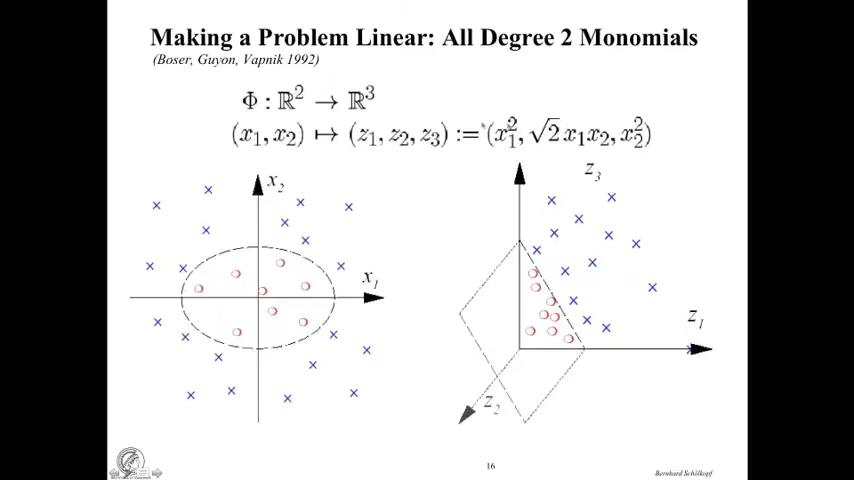 Making a Problem Linear: All Degree 2 Monomials
(Boser, Guyon, Vapnik 1992)
Φ : ℝ² → ℝ³
(x₁, x₂) ↦ (z₁, z₂, z₃) := (x₁², √2 x₁x₂, x₂²)
x₂
x₁
z₃
z₁
z₂
16
Bernhard Schölkopf